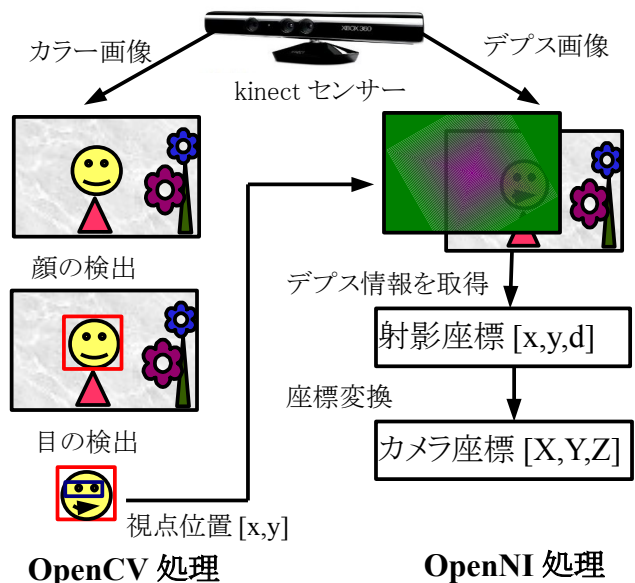 カラー画像
XBOX 360
デプス画像
kinect センサー
顔の検出
デプス情報を取得
射影座標 [x,y,d]
座標変換
目の検出
カメラ座標 [X,Y,Z]
視点位置 [x,y]
OpenCV 処理
OpenNI 処理